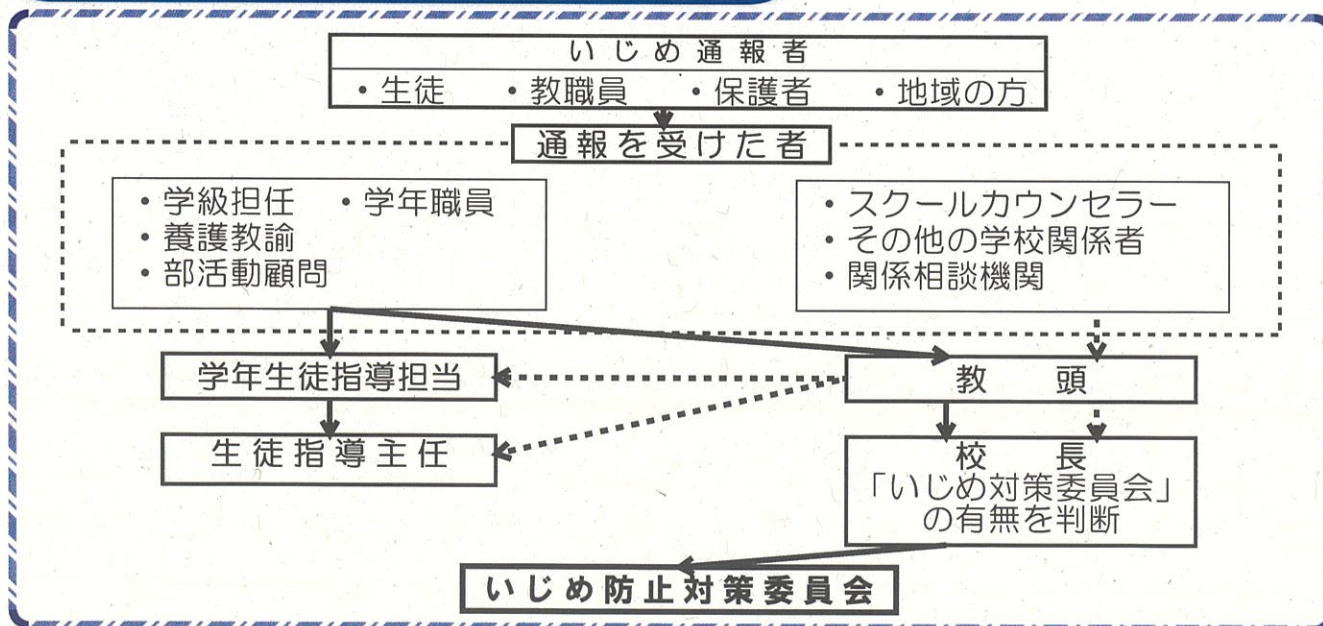 いじめ通報者
・生徒 ・教職員 ・保護者 ・地域の方
通報を受けた者
・学級担任 ・学年職員
・養護教諭
・部活動顧問
・スクールカウンセラー
・その他の学校関係者
・関係相談機関
学年生徒指導担当
教頭
生徒指導主任
校長
「いじめ対策委員会」
の有無を判断
いじめ防止対策委員会